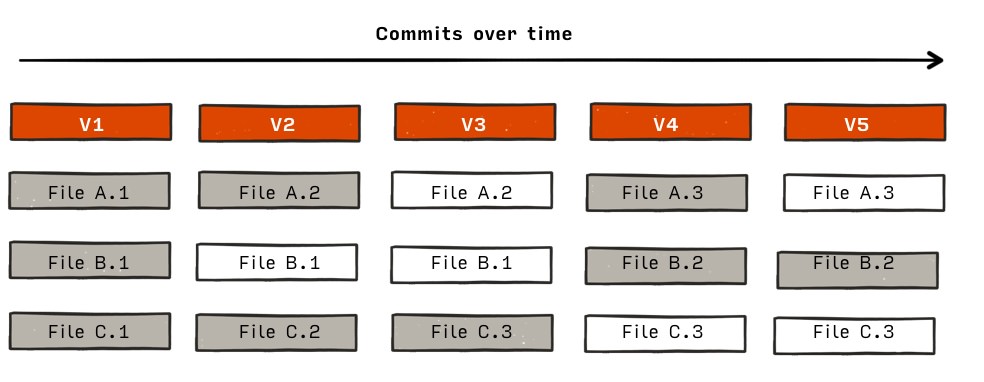 Commits over time
V1 V2 V3 V4 V5
File A.1 File A.2 File A.2 File A.3 File A.3
File B.1 File B.1 File B.1 File B.2 File B.2
File C.1 File C.2 File C.3 File C.3 File C.3